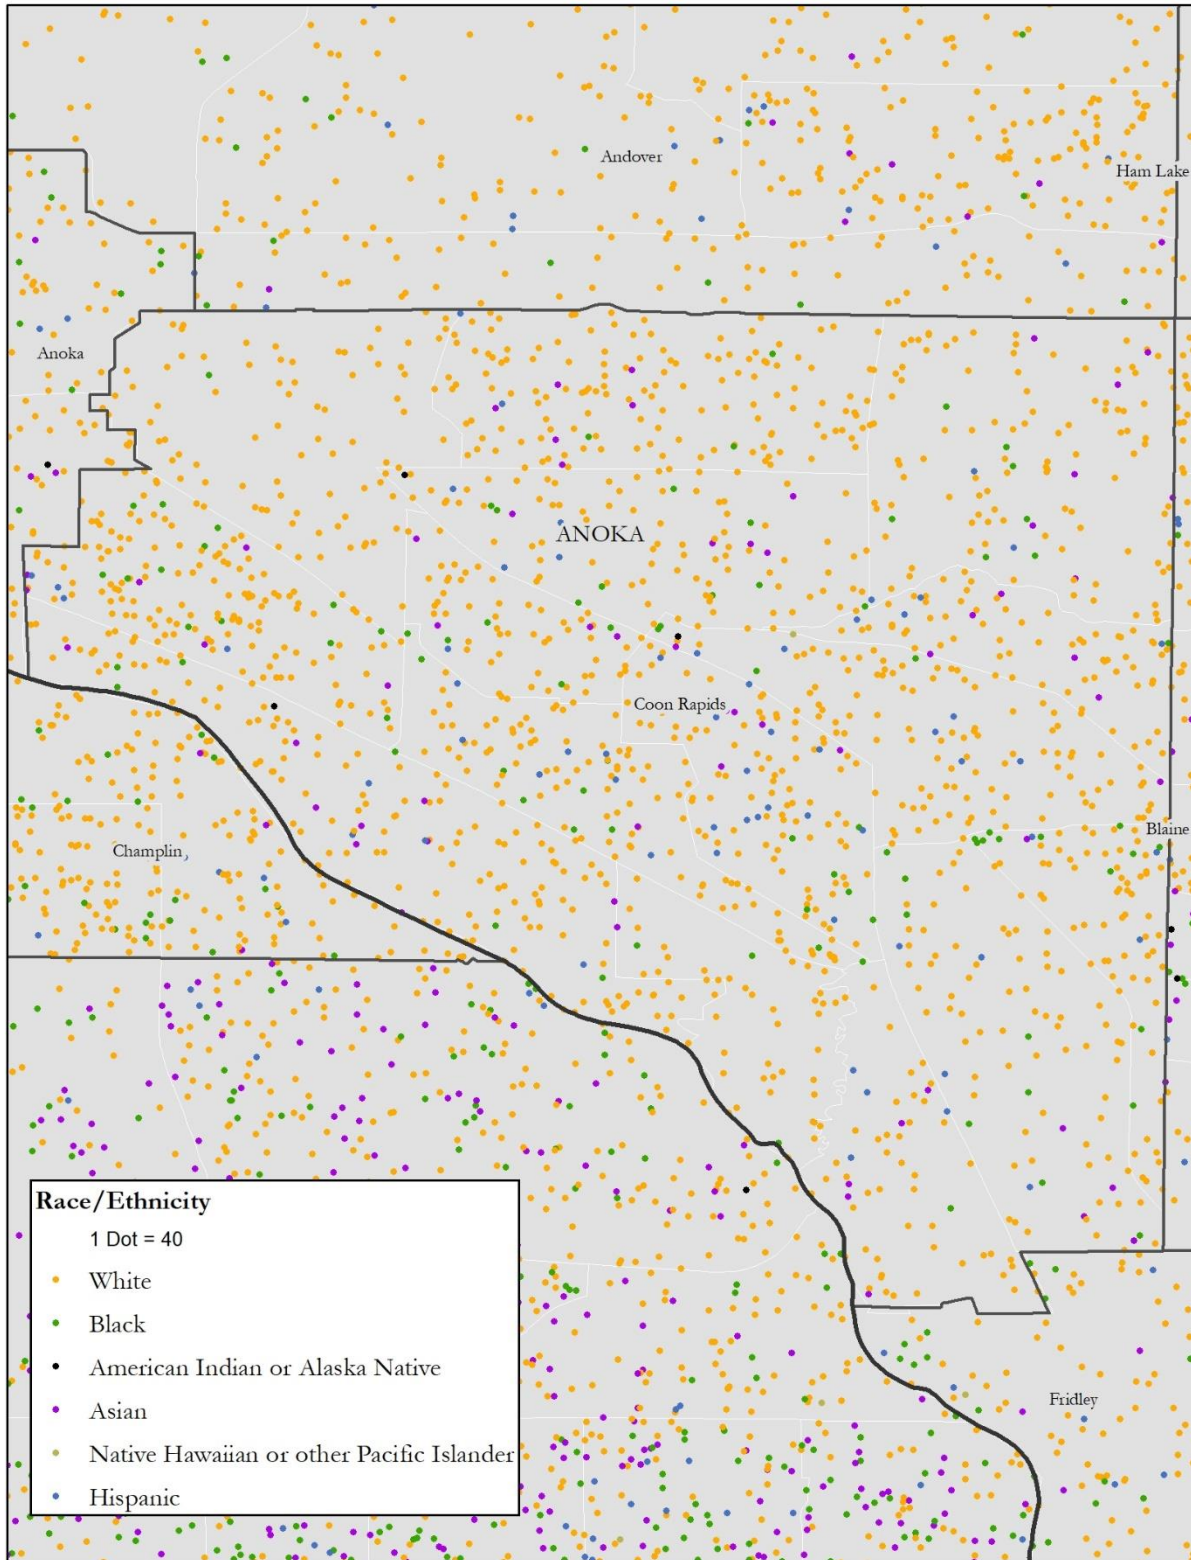 Andover
Ham Lake
Anoka
ANOKA
Coon Rapids
Blaine
Champlin
Race/Ethnicity
1 Dot = 40
White
Black
American Indian or Alaska Native
Asian
Native Hawaiian or other Pacific Islander
Hispanic
Fridley